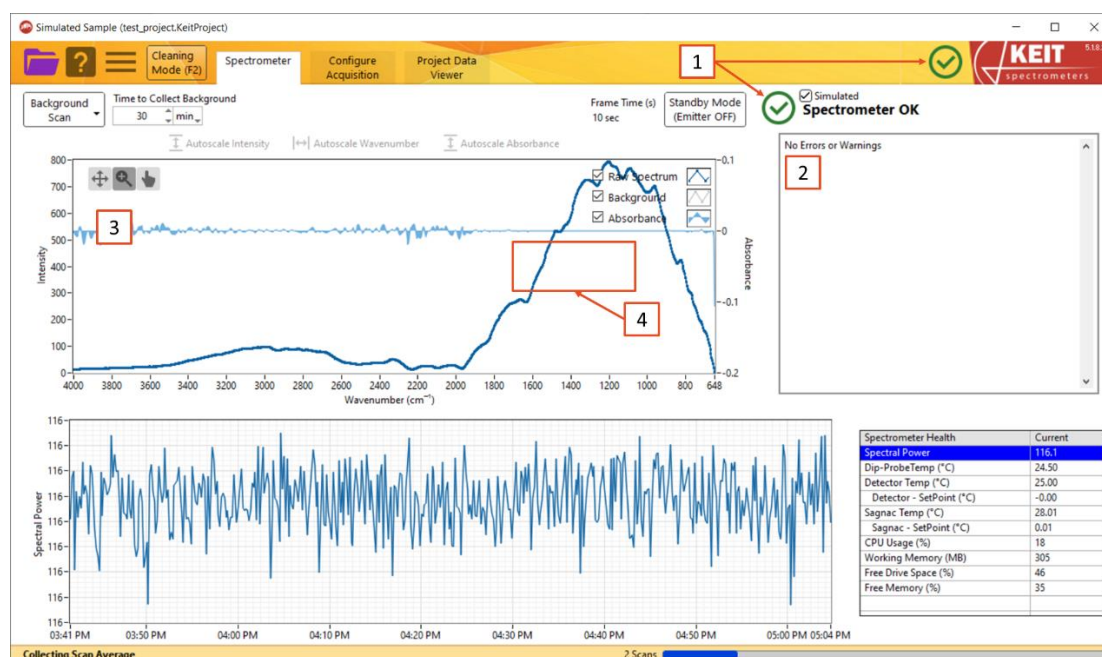 Simulated Sample (test_project.KeitProject)
?
Cleaning
Mode (F2)
Spectrometer
Configure
Acquisition
Project Data
Viewer
1
KEIT
spectrometers
Background
Scan
Time to Collect Background
30 min
Frame Time (s)
10 sec
Standby Mode
(Emitter OFF)
Simulated
Spectrometer OK
Autoscale Intensity
Autoscale Wavenumber
Autoscale Absorbance
No Errors or Warnings
2
Raw Spectrum
Background
Absorbance
3
4
Intensity
800
700
600
500
400
300
200
100
0
Absorbance
0.1
0
-0.1
-0.2
4000 3800 3600 3400 3200 3000 2800 2600 2400 2200 2000 1800 1600 1400 1200 1000 800 648
Wavenumber (cm⁻¹)
Spectral Power
116
116
116
116
116
116
116
116
03:41 PM 03:50 PM 04:00 PM 04:10 PM 04:20 PM 04:30 PM 04:40 PM 04:50 PM 05:00 PM 05:04 PM
Spectrometer Health Current
Spectral Power 116.1
Dip-ProbeTemp (°C) 24.50
Detector Temp (°C) 25.00
Detector - SetPoint (°C) -0.00
Sagnac Temp (°C) 28.01
Sagnac - SetPoint (°C) 0.01
CPU Usage (%) 18
Working Memory (MB) 305
Free Drive Space (%) 46
Free Memory (%) 35
Collecting Scan Average
2 Scans